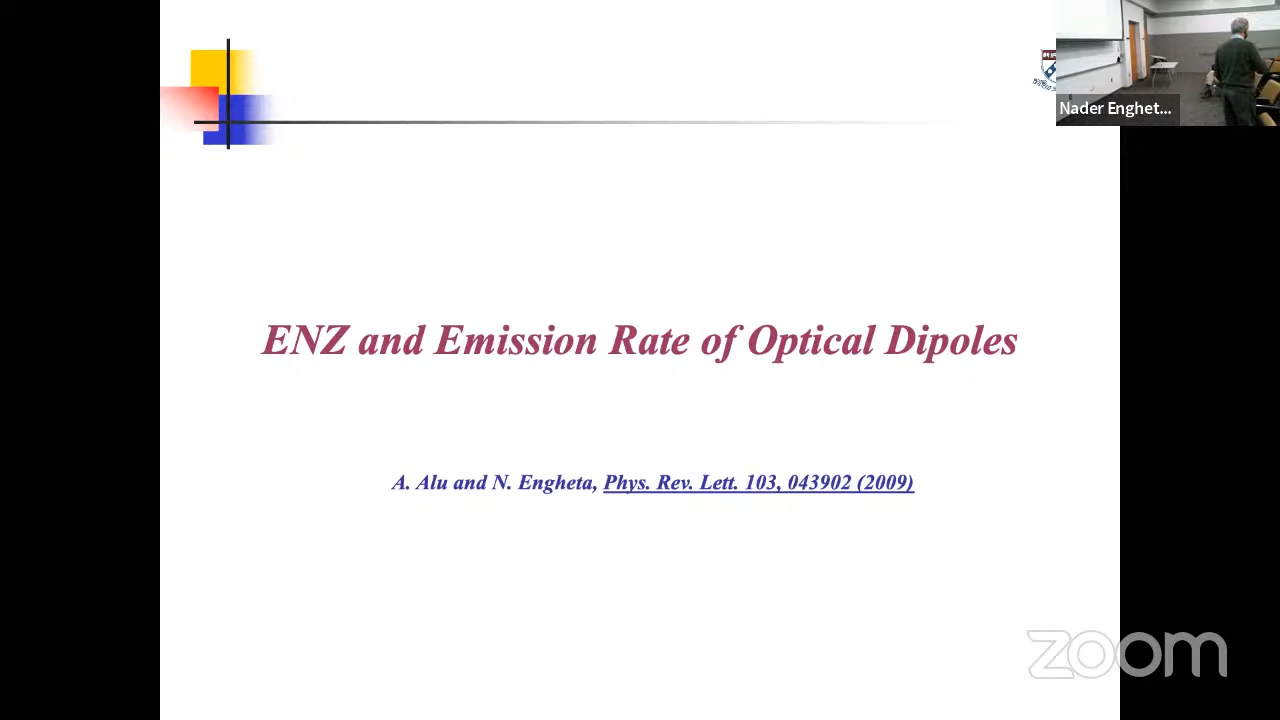 Nader Enghet...
ENZ and Emission Rate of Optical Dipoles
A. Alu and N. Engheta, Phys. Rev. Lett. 103, 043902 (2009)
zoom